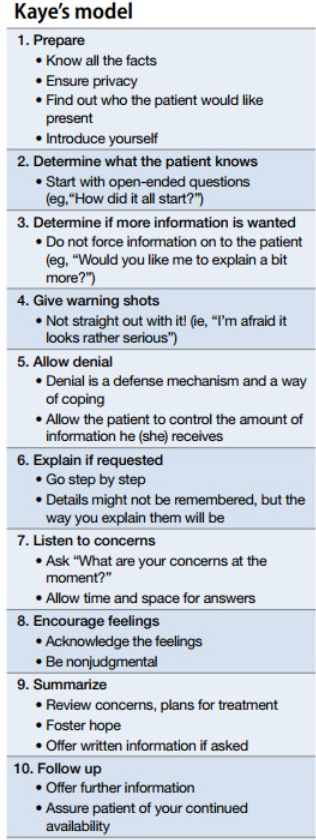 Kaye's model
1. Prepare
• Know all the facts
• Ensure privacy
• Find out who the patient would like
present
• Introduce yourself
2. Determine what the patient knows
• Start with open-ended questions
(eg,"How did it all start?")
3. Determine if more information is wanted
• Do not force information on to the patient
(eg, "Would you like me to explain a bit
more?")
4. Give warning shots
• Not straight out with it! (ie, "I'm afraid it
looks rather serious")
5. Allow denial
• Denial is a defense mechanism and a way
of coping
• Allow the patient to control the amount of
information he (she) receives
6. Explain if requested
• Go step by step
• Details might not be remembered, but the
way you explain them will be
7. Listen to concerns
• Ask "What are your concerns at the
moment?"
• Allow time and space for answers
8. Encourage feelings
• Acknowledge the feelings
• Be nonjudgmental
9. Summarize
• Review concerns, plans for treatment
• Foster hope
• Offer written information if asked
10. Follow up
• Offer further information
• Assure patient of your continued
availability